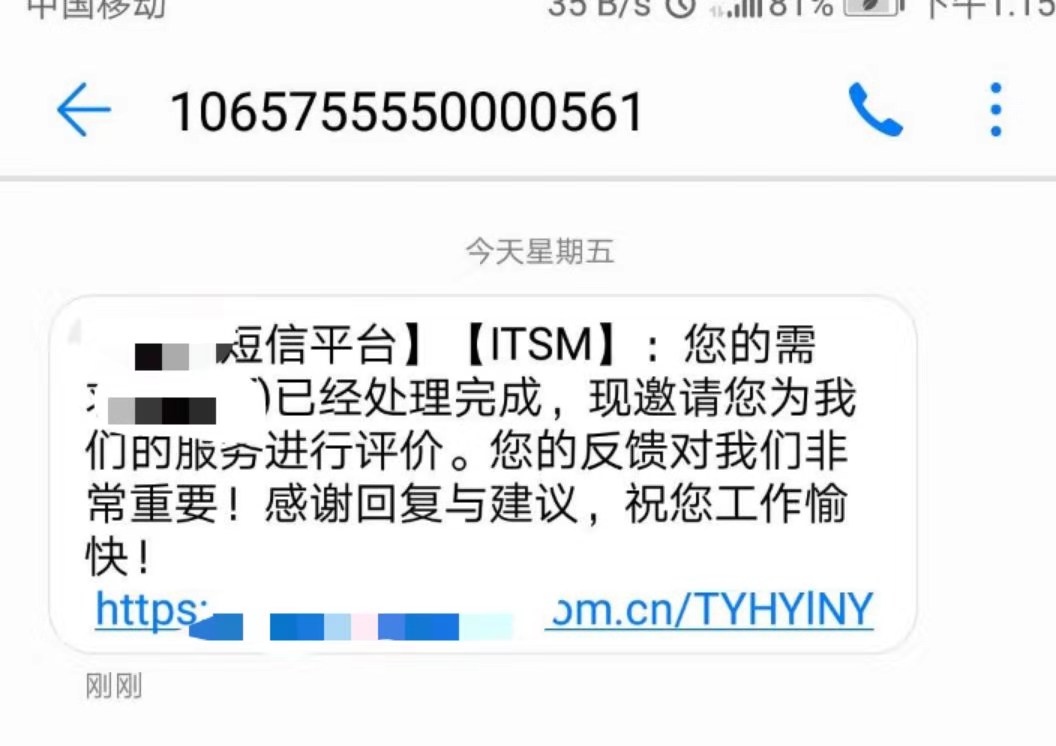 中国移动 35 B/s 81% 下午1:15
1065755550000561
今天星期五
短信平台】【ITSM】：您的需
)已经处理完成，现邀请您为我
们的服务进行评价。您的反馈对我们非
常重要！感谢回复与建议，祝您工作愉
快！
https: om.cn/TYHYlNY
刚刚